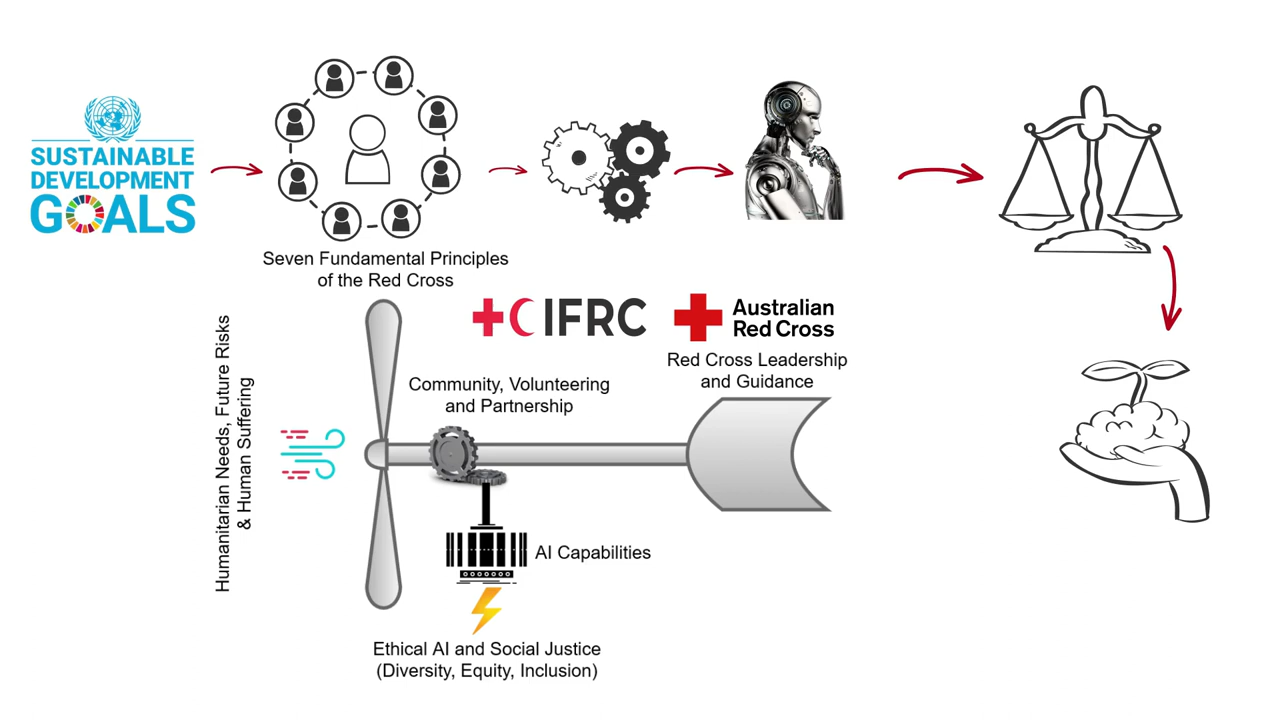 SUSTAINABLE
DEVELOPMENT
GOALS
Seven Fundamental Principles
of the Red Cross
IFRC
Australian
Red Cross
Red Cross Leadership
and Guidance
Community, Volunteering
and Partnership
Humanitarian Needs, Future Risks
& Human Suffering
AI Capabilities
Ethical AI and Social Justice
(Diversity, Equity, Inclusion)